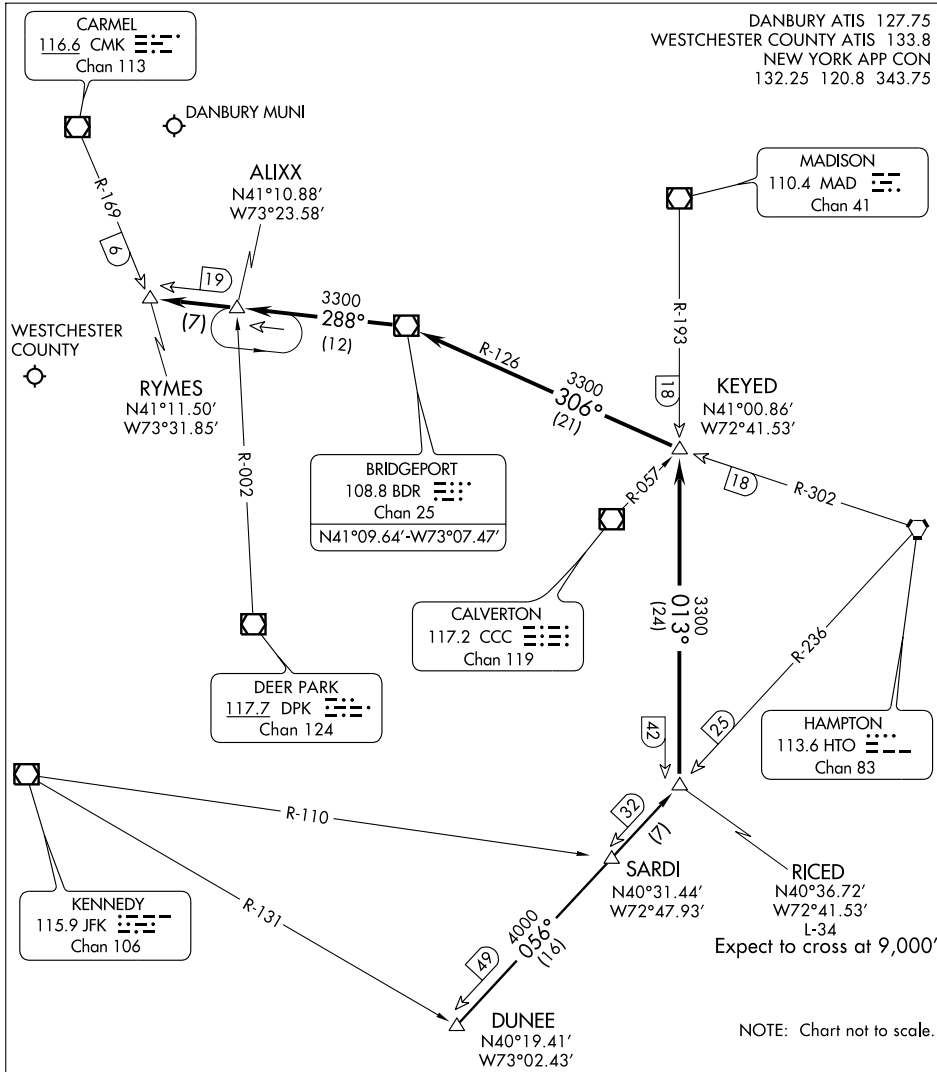 DANBURY ATIS 127.75
WESTCHESTER COUNTY ATIS 133.8
NEW YORK APP CON
132.25 120.8 343.75
CARMEL
116.6 CMK
Chan 113
DANBURY MUNI
MADISON
110.4 MAD
Chan 41
ALIXX
N41°10.88'
W73°23.58'
R-169
6
19
(7)
3300
288°
(12)
R-193
18
WESTCHESTER
COUNTY
RYMES
N41°11.50'
W73°31.85'
R-126
3300
306°
(21)
KEYED
N41°00.86'
W72°41.53'
R-002
BRIDGEPORT
108.8 BDR
Chan 25
N41°09.64'-W73°07.47'
R-057
18
R-302
CALVERTON
117.2 CCC
Chan 119
3300
013°
(24)
R-236
DEER PARK
117.7 DPK
Chan 124
HAMPTON
113.6 HTO
Chan 83
42
25
R-110
32
(7)
SARDI
N40°31.44'
W72°47.93'
RICED
N40°36.72'
W72°41.53'
L-34
Expect to cross at 9,000'
KENNEDY
115.9 JFK
Chan 106
R-131
4000
056°
(16)
49
DUNEE
N40°19.41'
W73°02.43'
NOTE: Chart not to scale.